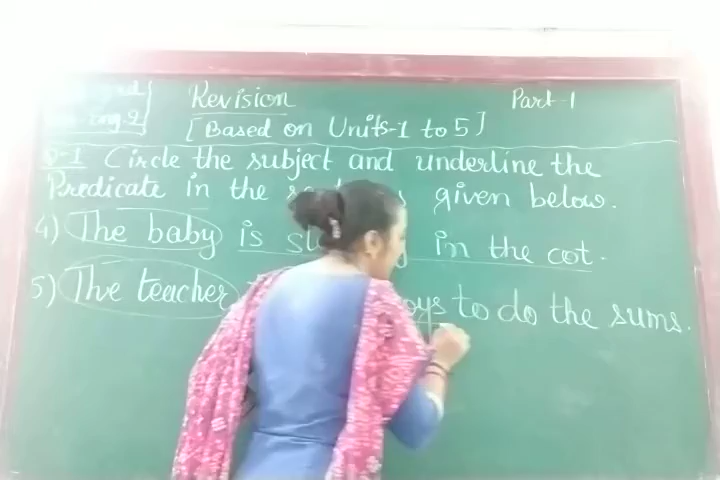 Revision Part-1
[Based on Units-1 to 5]
Q-1 Circle the subject and underline the
Predicate in the given below.
4) The baby is in the cot.
5) The teacher to do the sums.